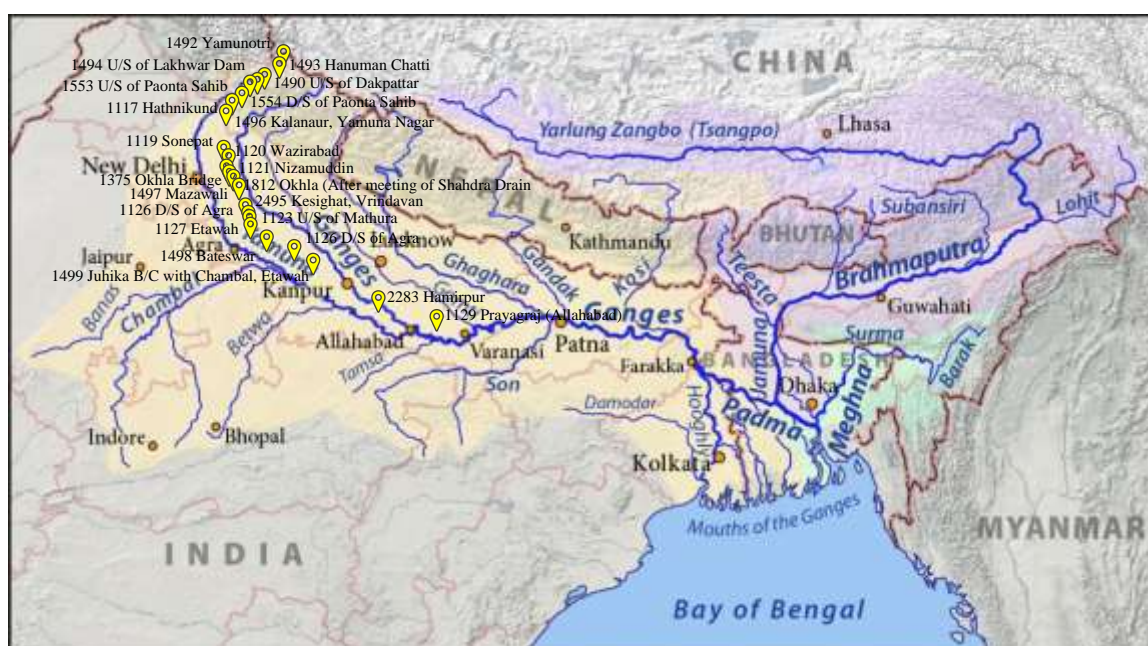 1492 Yamunotri
1494 U/S of Lakhwar Dam
1493 Hanuman Chatti
1553 U/S of Paonta Sahib
1490 U/S of Dakpattar
1117 Hathnikund
1554 D/S of Paonta Sahib
1496 Kalanaur, Yamuna Nagar
1119 Sonepat
1120 Wazirabad
New Delhi
1121 Nizamuddin
1375 Okhla Bridge
1812 Okhla (After meeting of Shahdra Drain
1497 Mazawali
2495 Kesighat, Vrindavan
1126 D/S of Agra
1123 U/S of Mathura
1127 Etawah
1126 D/S of Agra
Agra
1498 Bateswar
Jaipur
1499 Juhika B/C with Chambal, Etawah
Kanpur
2283 Hamirpur
1129 Prayagraj (Allahabad)
CHINA
Yarlung Zangbo (Tsangpo)
Lhasa
NEPAL
Kathmandu
BHUTAN
Subansiri
Lohit
Brahmaputra
Teesta
Guwahati
Ganges
Ghaghara
Gandak
Kosi
Ganges
Banas
Chambal
Betwa
Allahabad
Tamsa
Varanasi
Patna
Son
Farakka
BANGLADESH
Jamuna
Surma
Barak
Dhaka
Meghna
Padma
Hooghly
Damodar
Indore
Bhopal
Kolkata
Mouths of the Ganges
INDIA
MYANMAR
Bay of Bengal